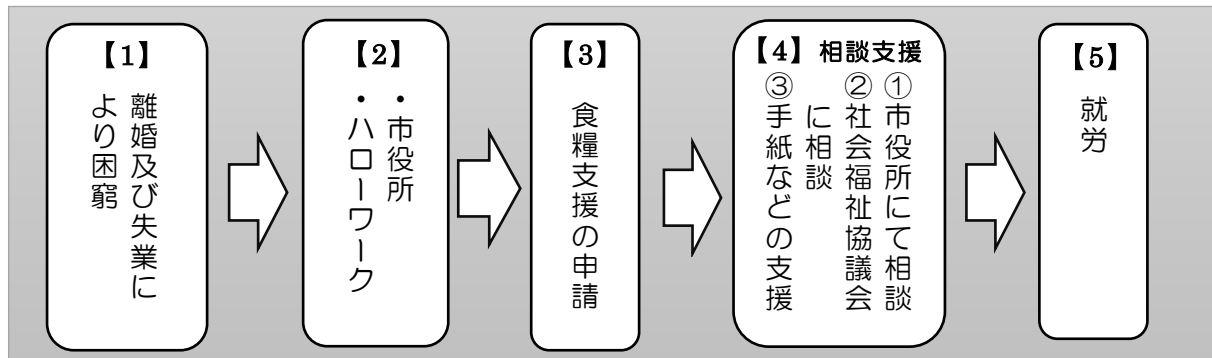 【1】
離婚及び失業に
より困窮
【2】
・市役所
・ハローワーク
【3】
食糧支援の申請
【4】相談支援
①市役所にて相談
②社会福祉協議会
に相談
③手紙などの支援
【5】
就労